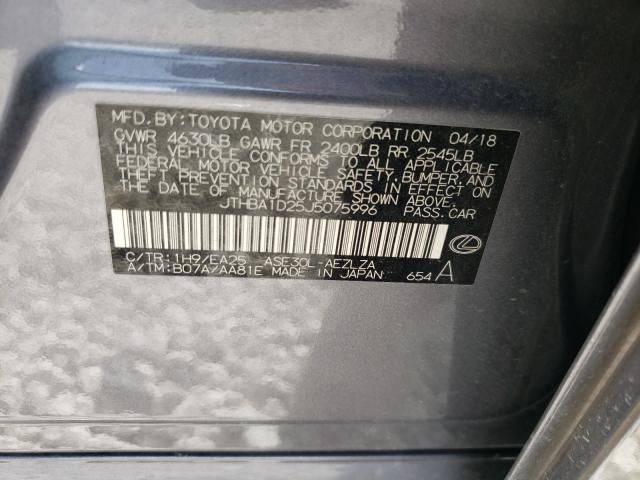 MFD. BY: TOYOTA MOTOR CORPORATION 04/18
GVWR 4630LB GAWR FR 2400LB RR 2545LB
THIS VEHICLE CONFORMS TO ALL APPLICABLE
FEDERAL MOTOR VEHICLE SAFETY, BUMPER, AND
THEFT PREVENTION STANDARDS IN EFFECT ON
THE DATE OF MANUFACTURE SHOWN ABOVE.
JTHBA1D25J5075996 PASS.CAR
C/TR: 1H9/EA25 ASE30L-AEZLZA
A/TM: B07A/AA81E MADE IN JAPAN 654 A